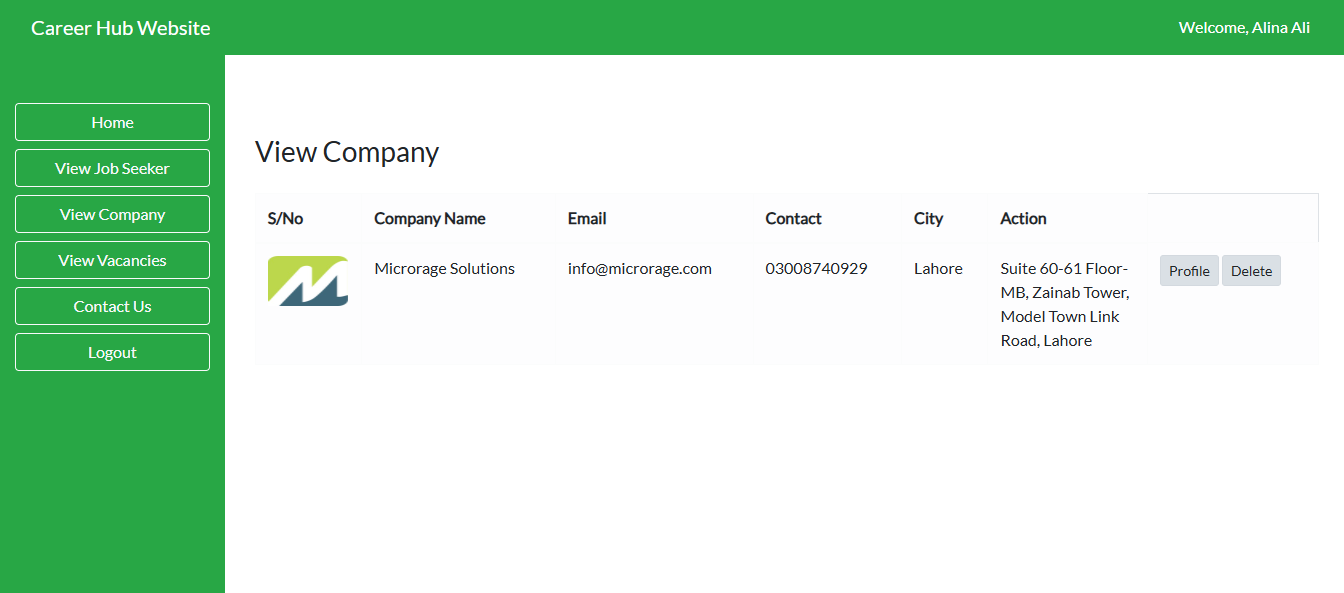 Career Hub Website
Welcome, Alina Ali
Home
View Job Seeker
View Company
View Vacancies
Contact Us
Logout
View Company
S/No Company Name Email Contact City Action
Microrage Solutions info@microrage.com 03008740929 Lahore Suite 60-61 Floor- Profile Delete
MB, Zainab Tower,
Model Town Link
Road, Lahore